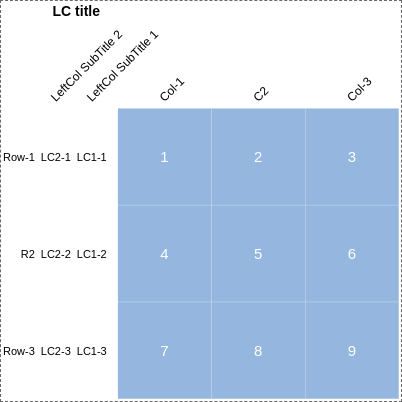 LC title
LeftCol SubTitle 2
LeftCol SubTitle 1
Col-1 C2 Col-3
Row-1 LC2-1 LC1-1 1 2 3
R2 LC2-2 LC1-2 4 5 6
Row-3 LC2-3 LC1-3 7 8 9